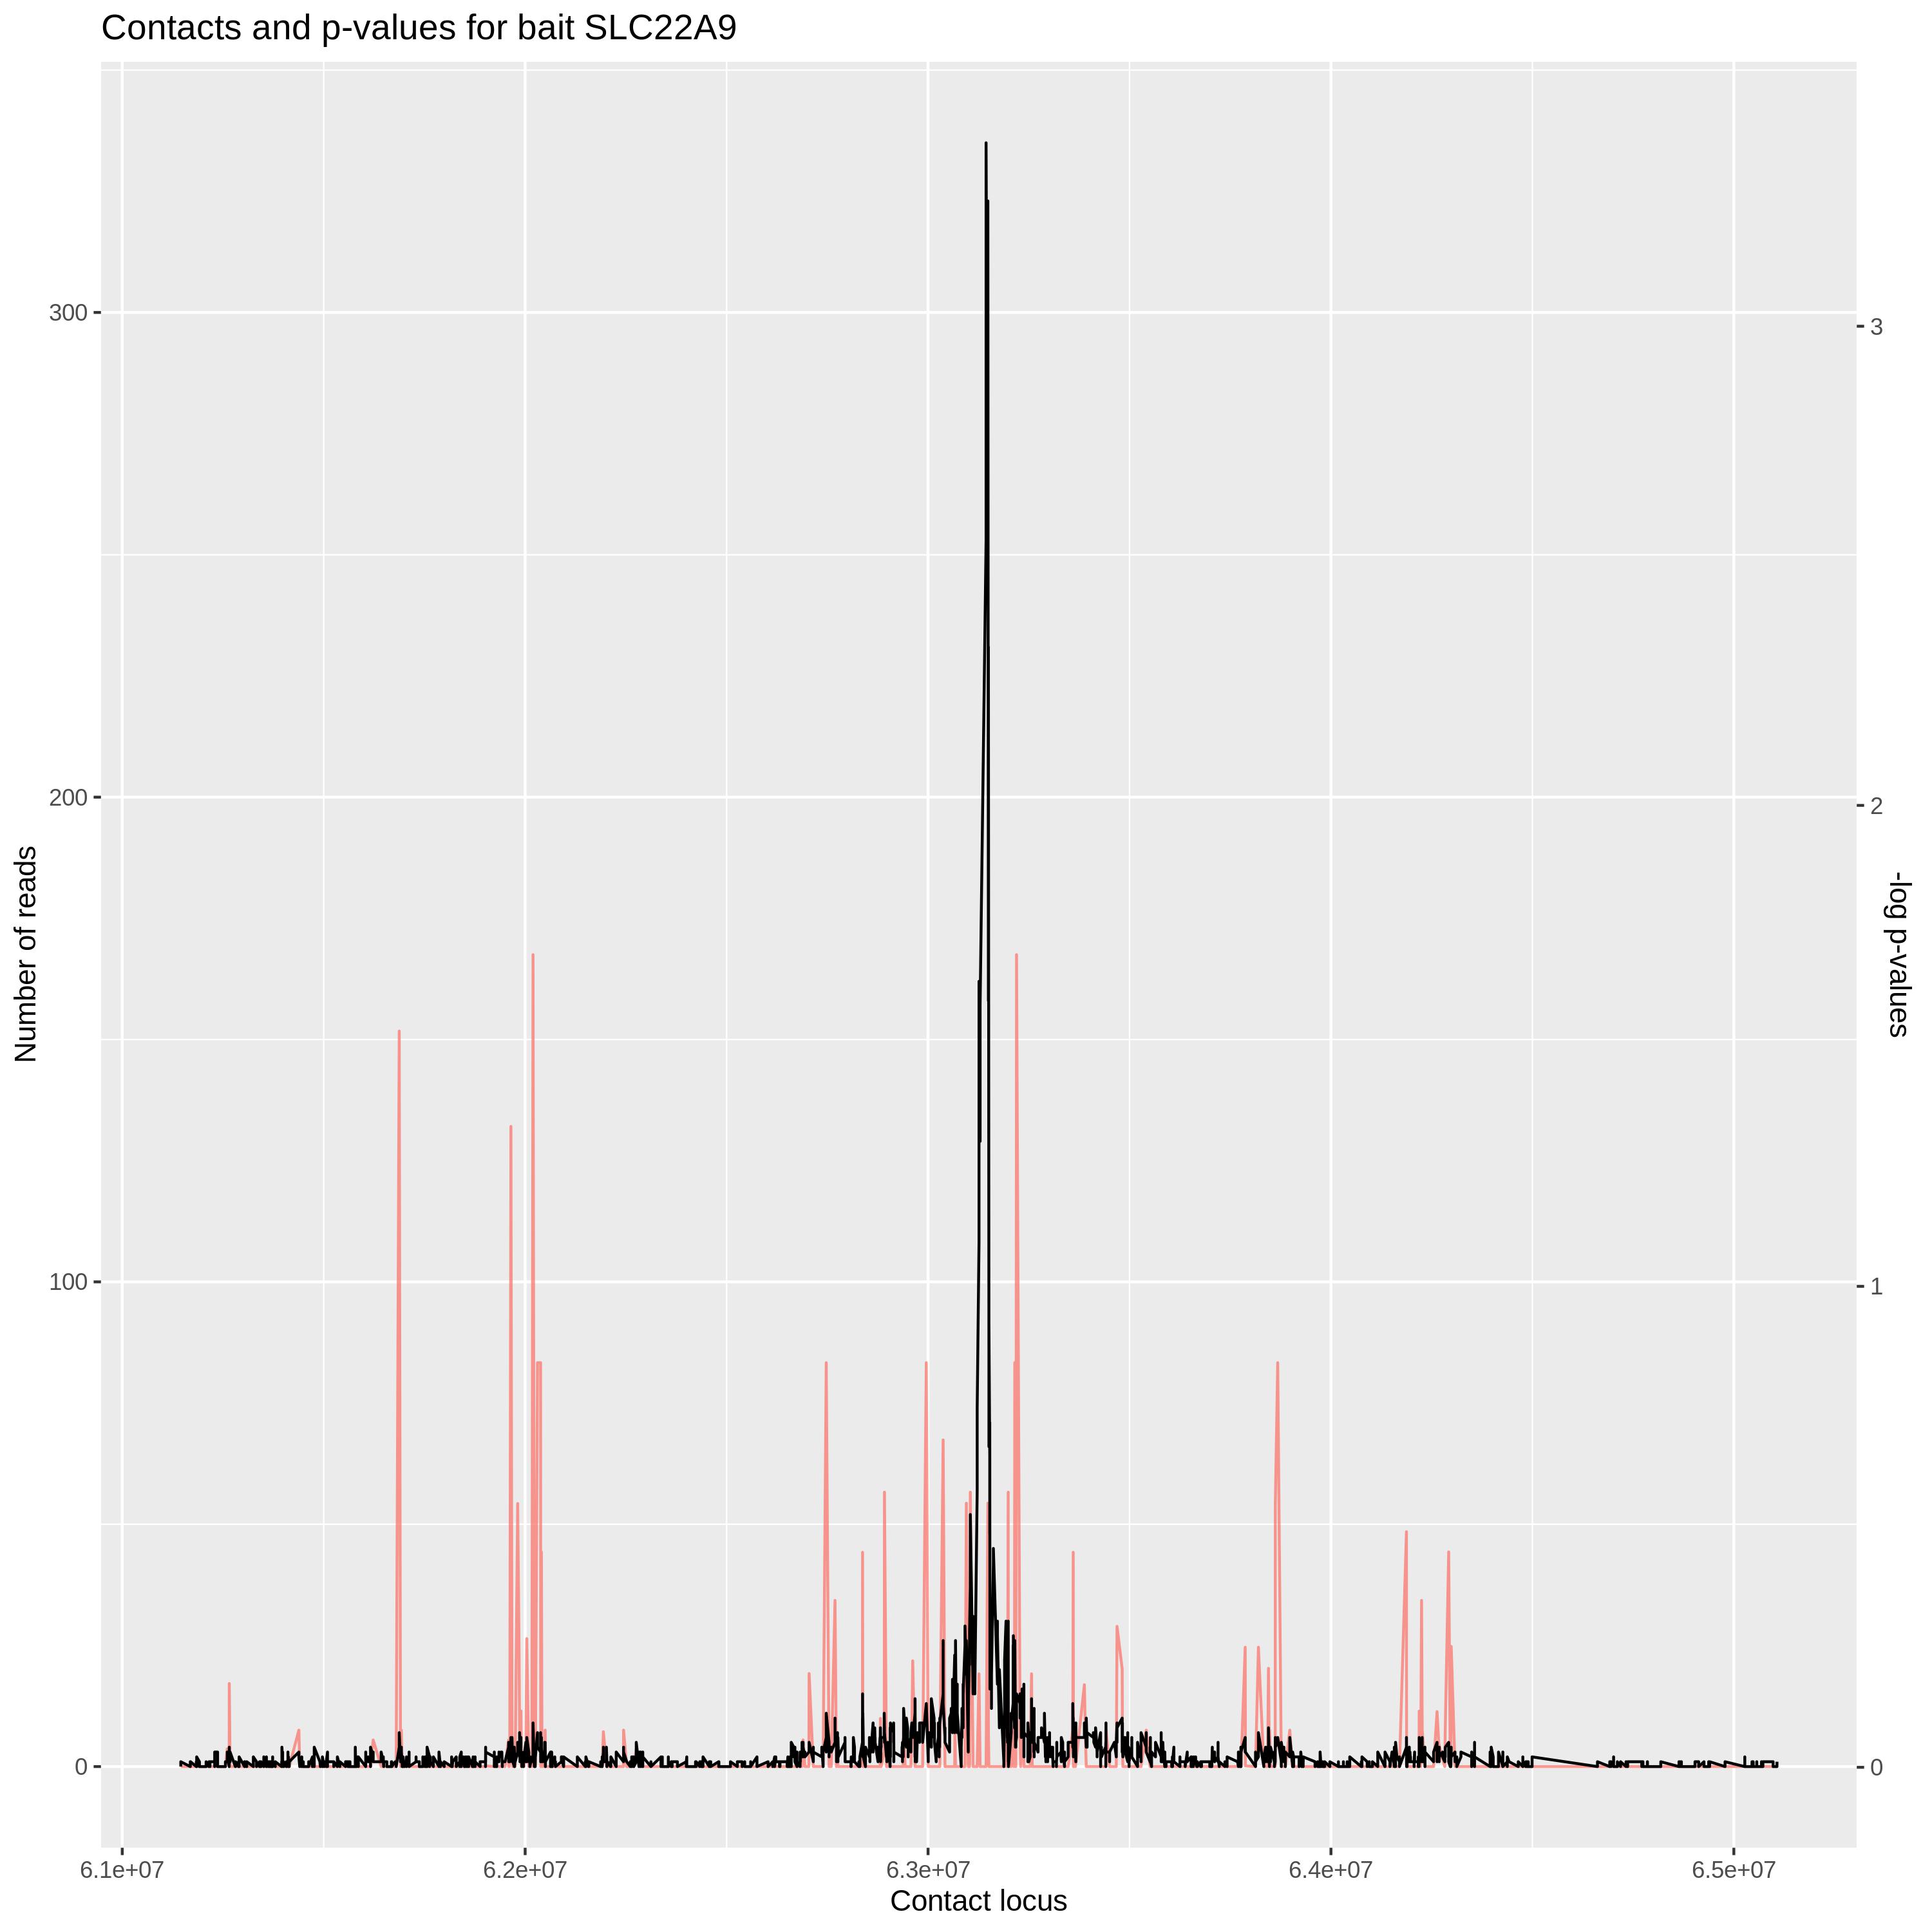 Contacts and p-values for bait SLC22A9
300
200
100
0
Number of reads
3
2
1
0
-log p-values
6.1e+07
6.2e+07
6.3e+07
6.4e+07
6.5e+07
Contact locus